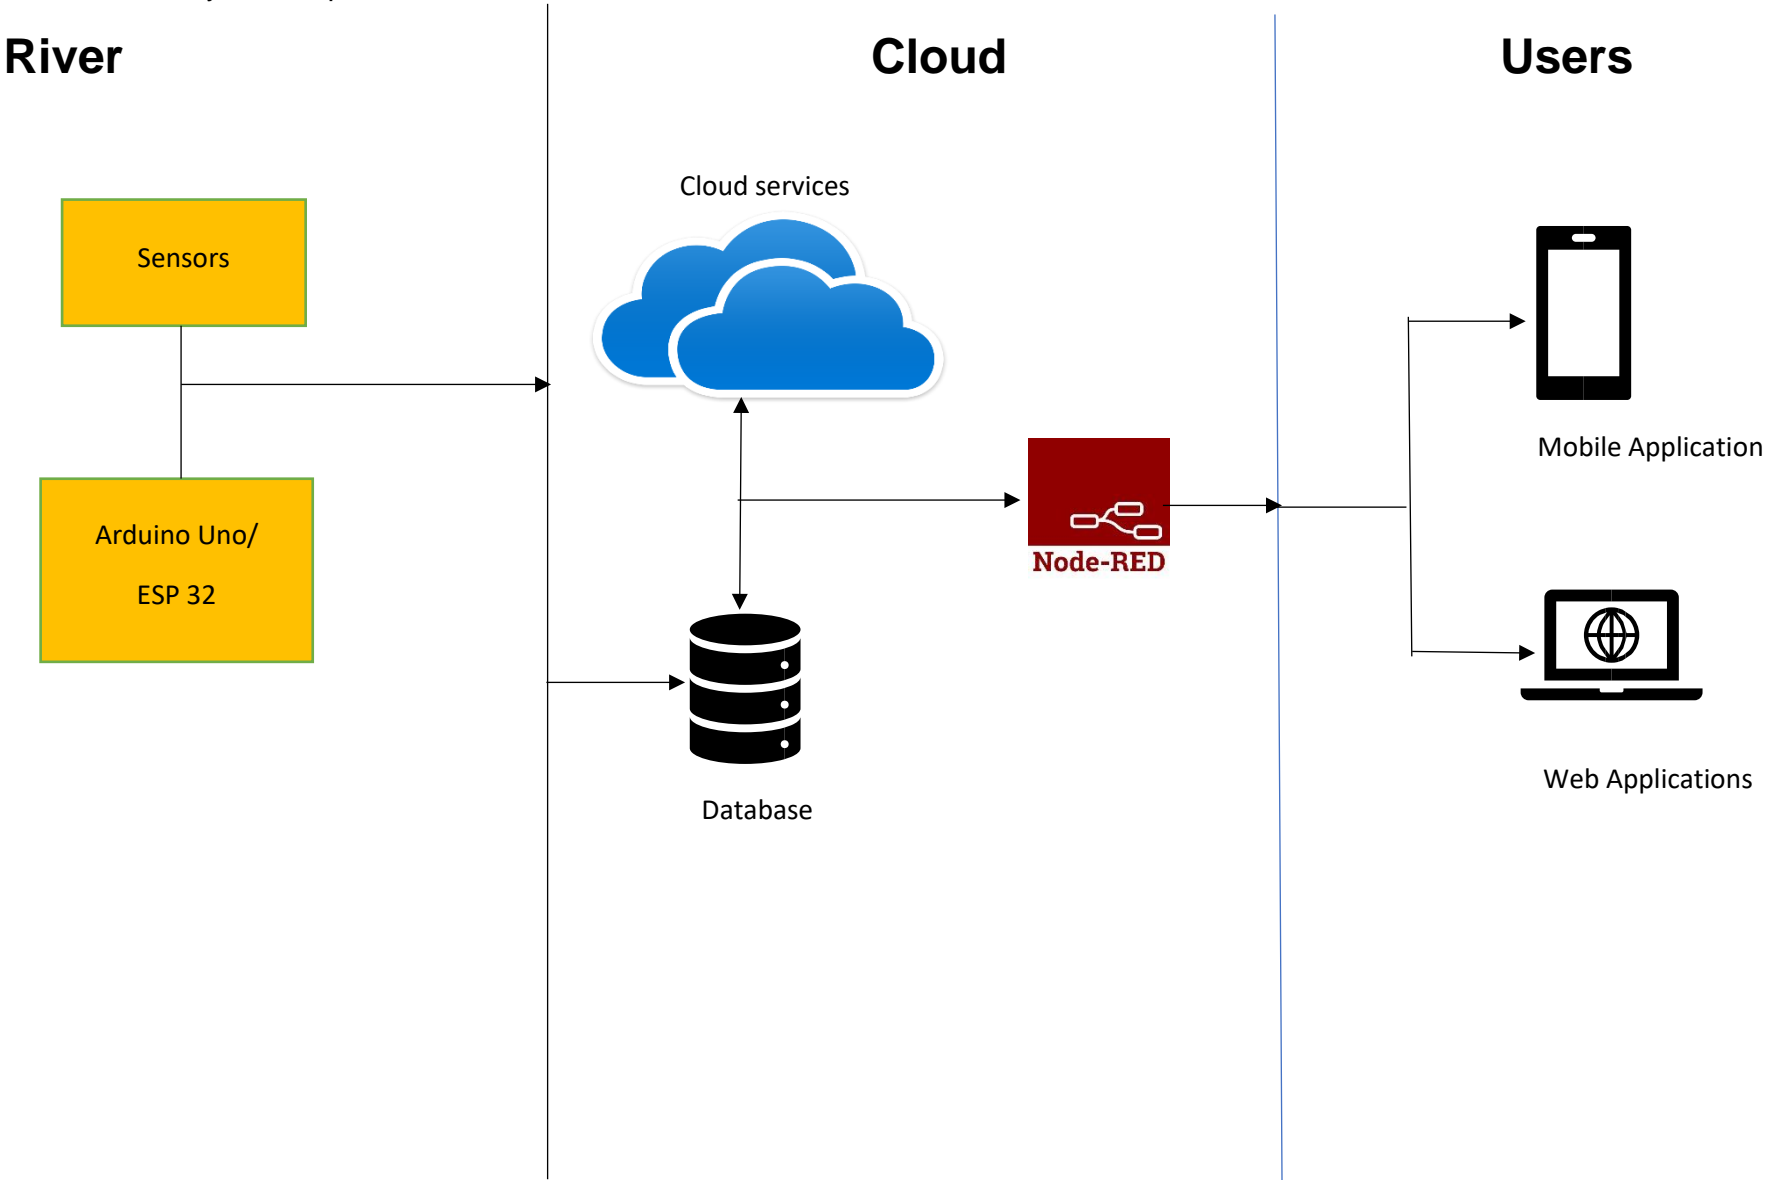 River
Cloud
Users
Cloud services
Sensors
Mobile Application
Arduino Uno/
ESP 32
Node-RED
Web Applications
Database